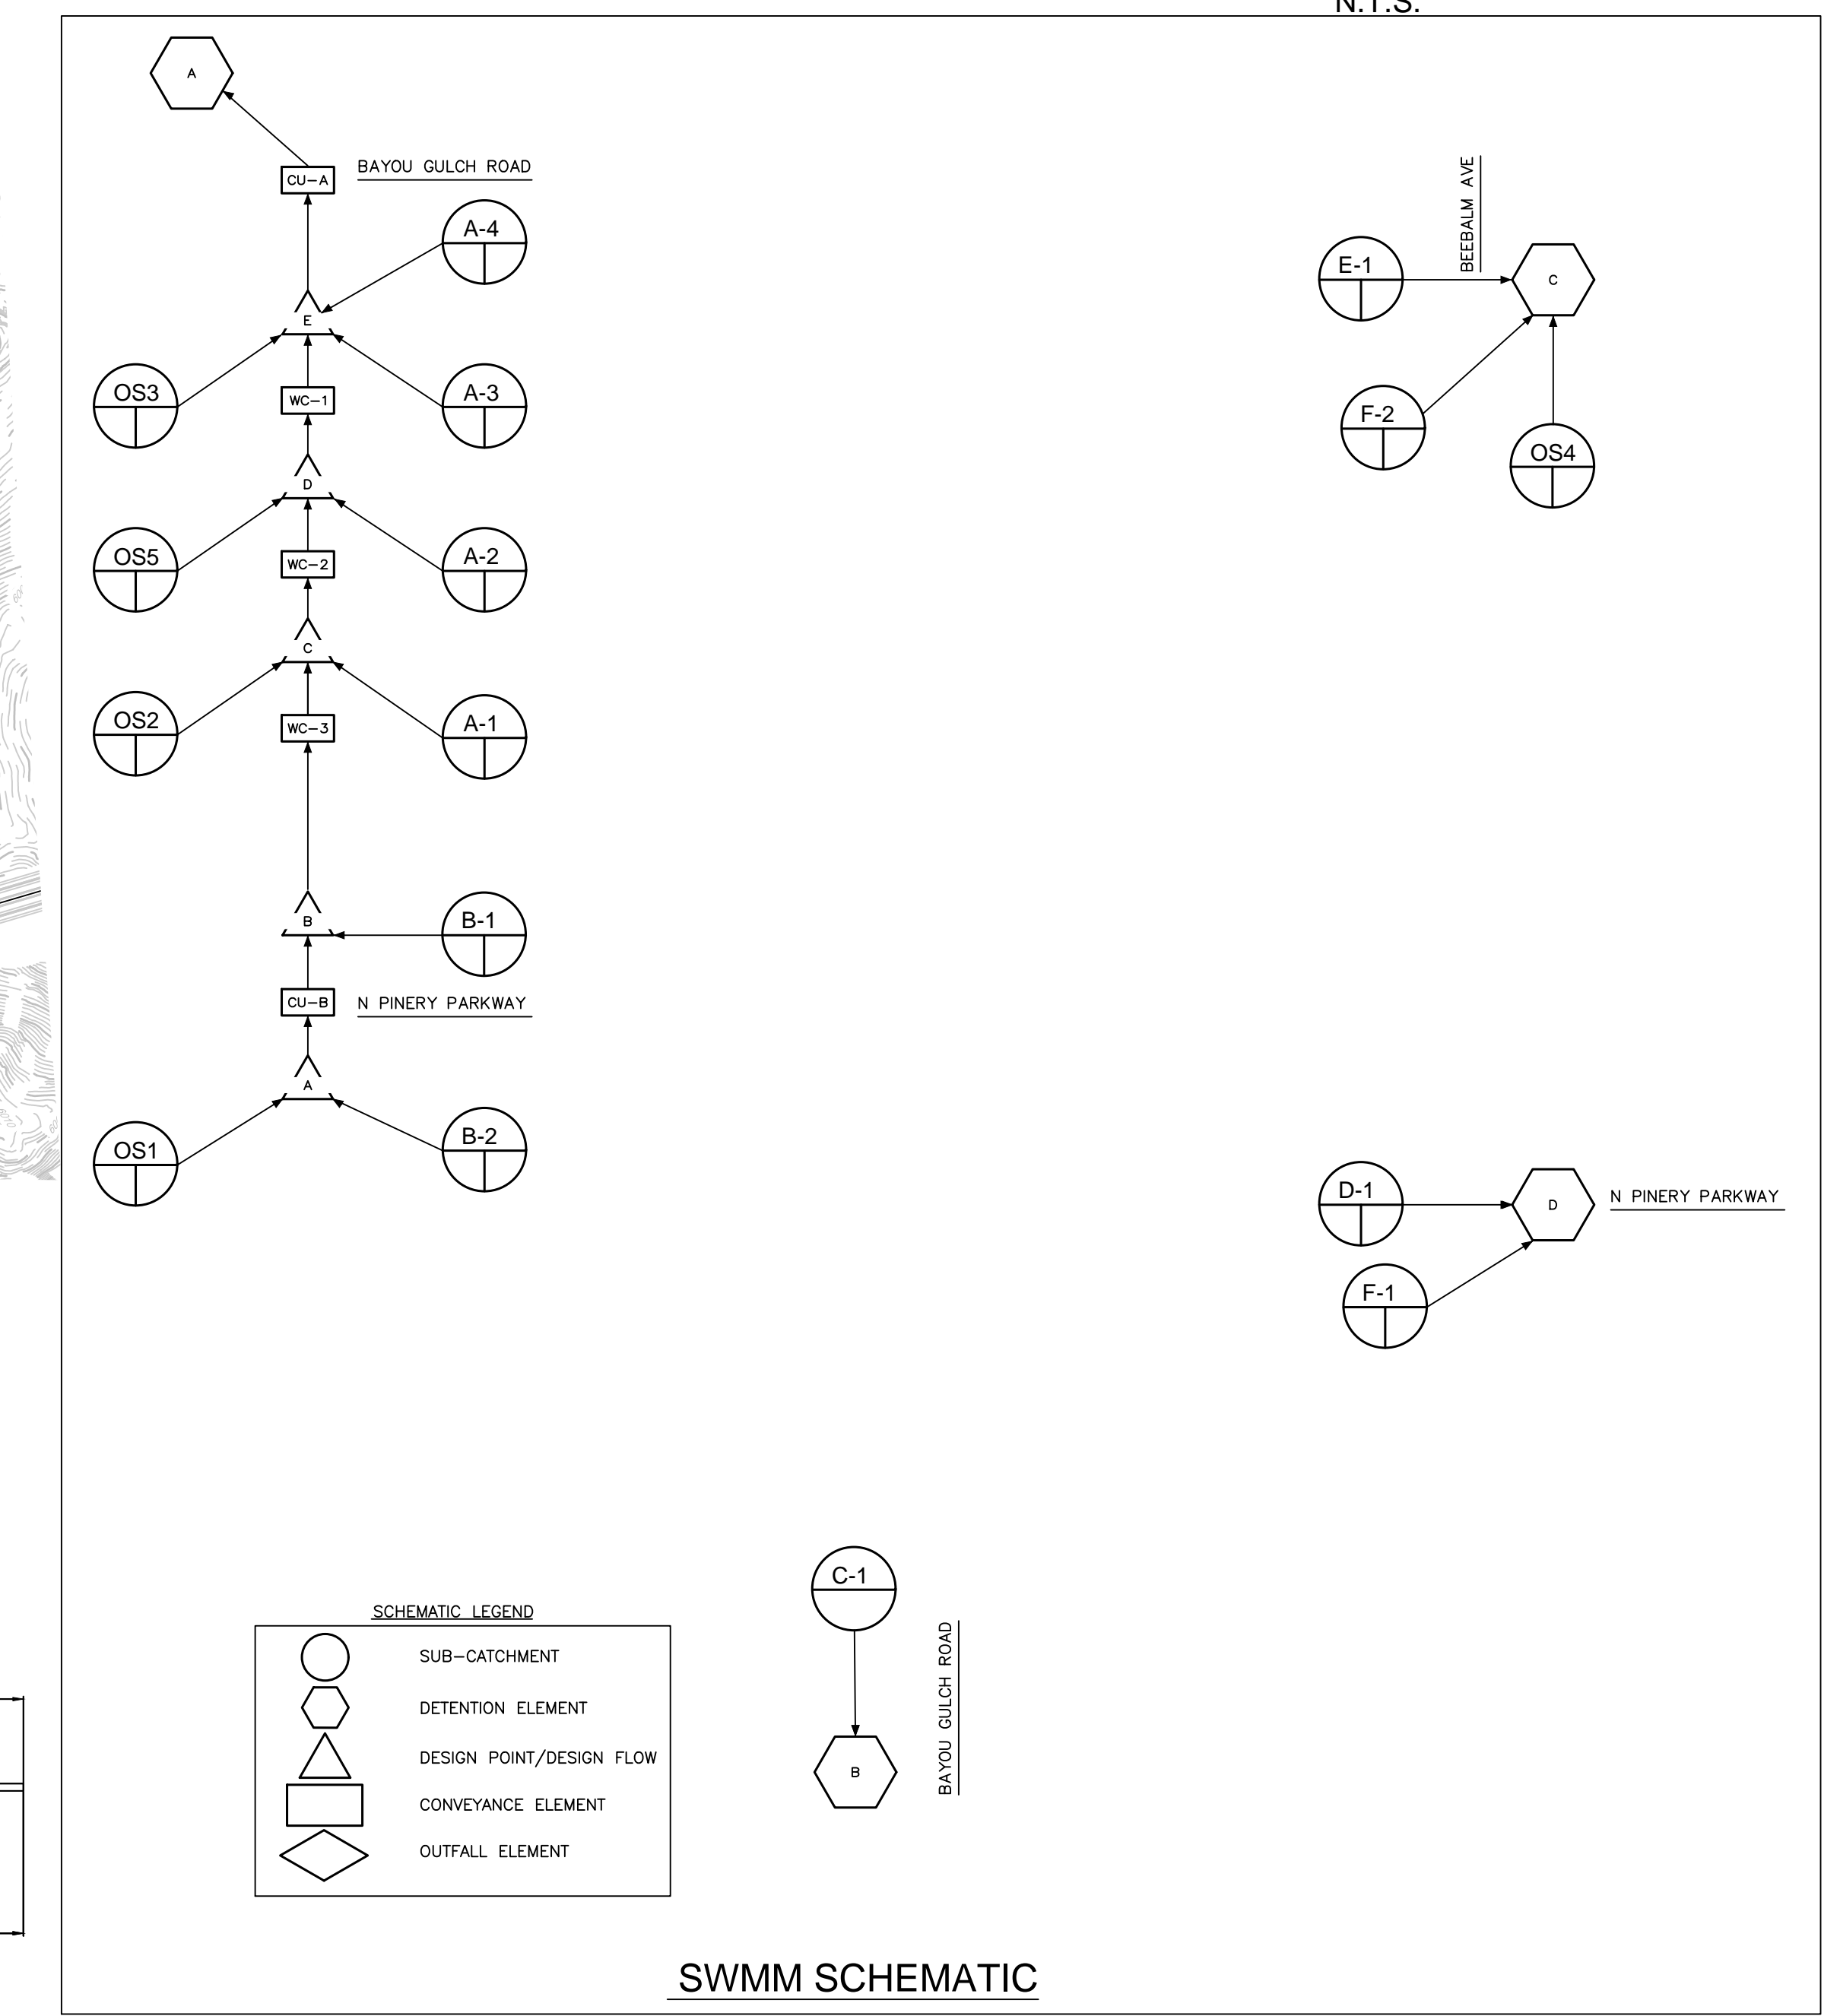 N.T.S.
A
CU-A
BAYOU GULCH ROAD
A-4
E
OS3
WC-1
A-3
D
OS5
WC-2
A-2
C
OS2
WC-3
A-1
B
B-1
CU-B
N PINERY PARKWAY
A
OS1
B-2
BEEBALM AVE
E-1
C
F-2
OS4
D-1
D
N PINERY PARKWAY
F-1
C-1
BAYOU GULCH ROAD
B
SCHEMATIC LEGEND
SUB-CATCHMENT
DETENTION ELEMENT
DESIGN POINT/DESIGN FLOW
CONVEYANCE ELEMENT
OUTFALL ELEMENT
SWMM SCHEMATIC